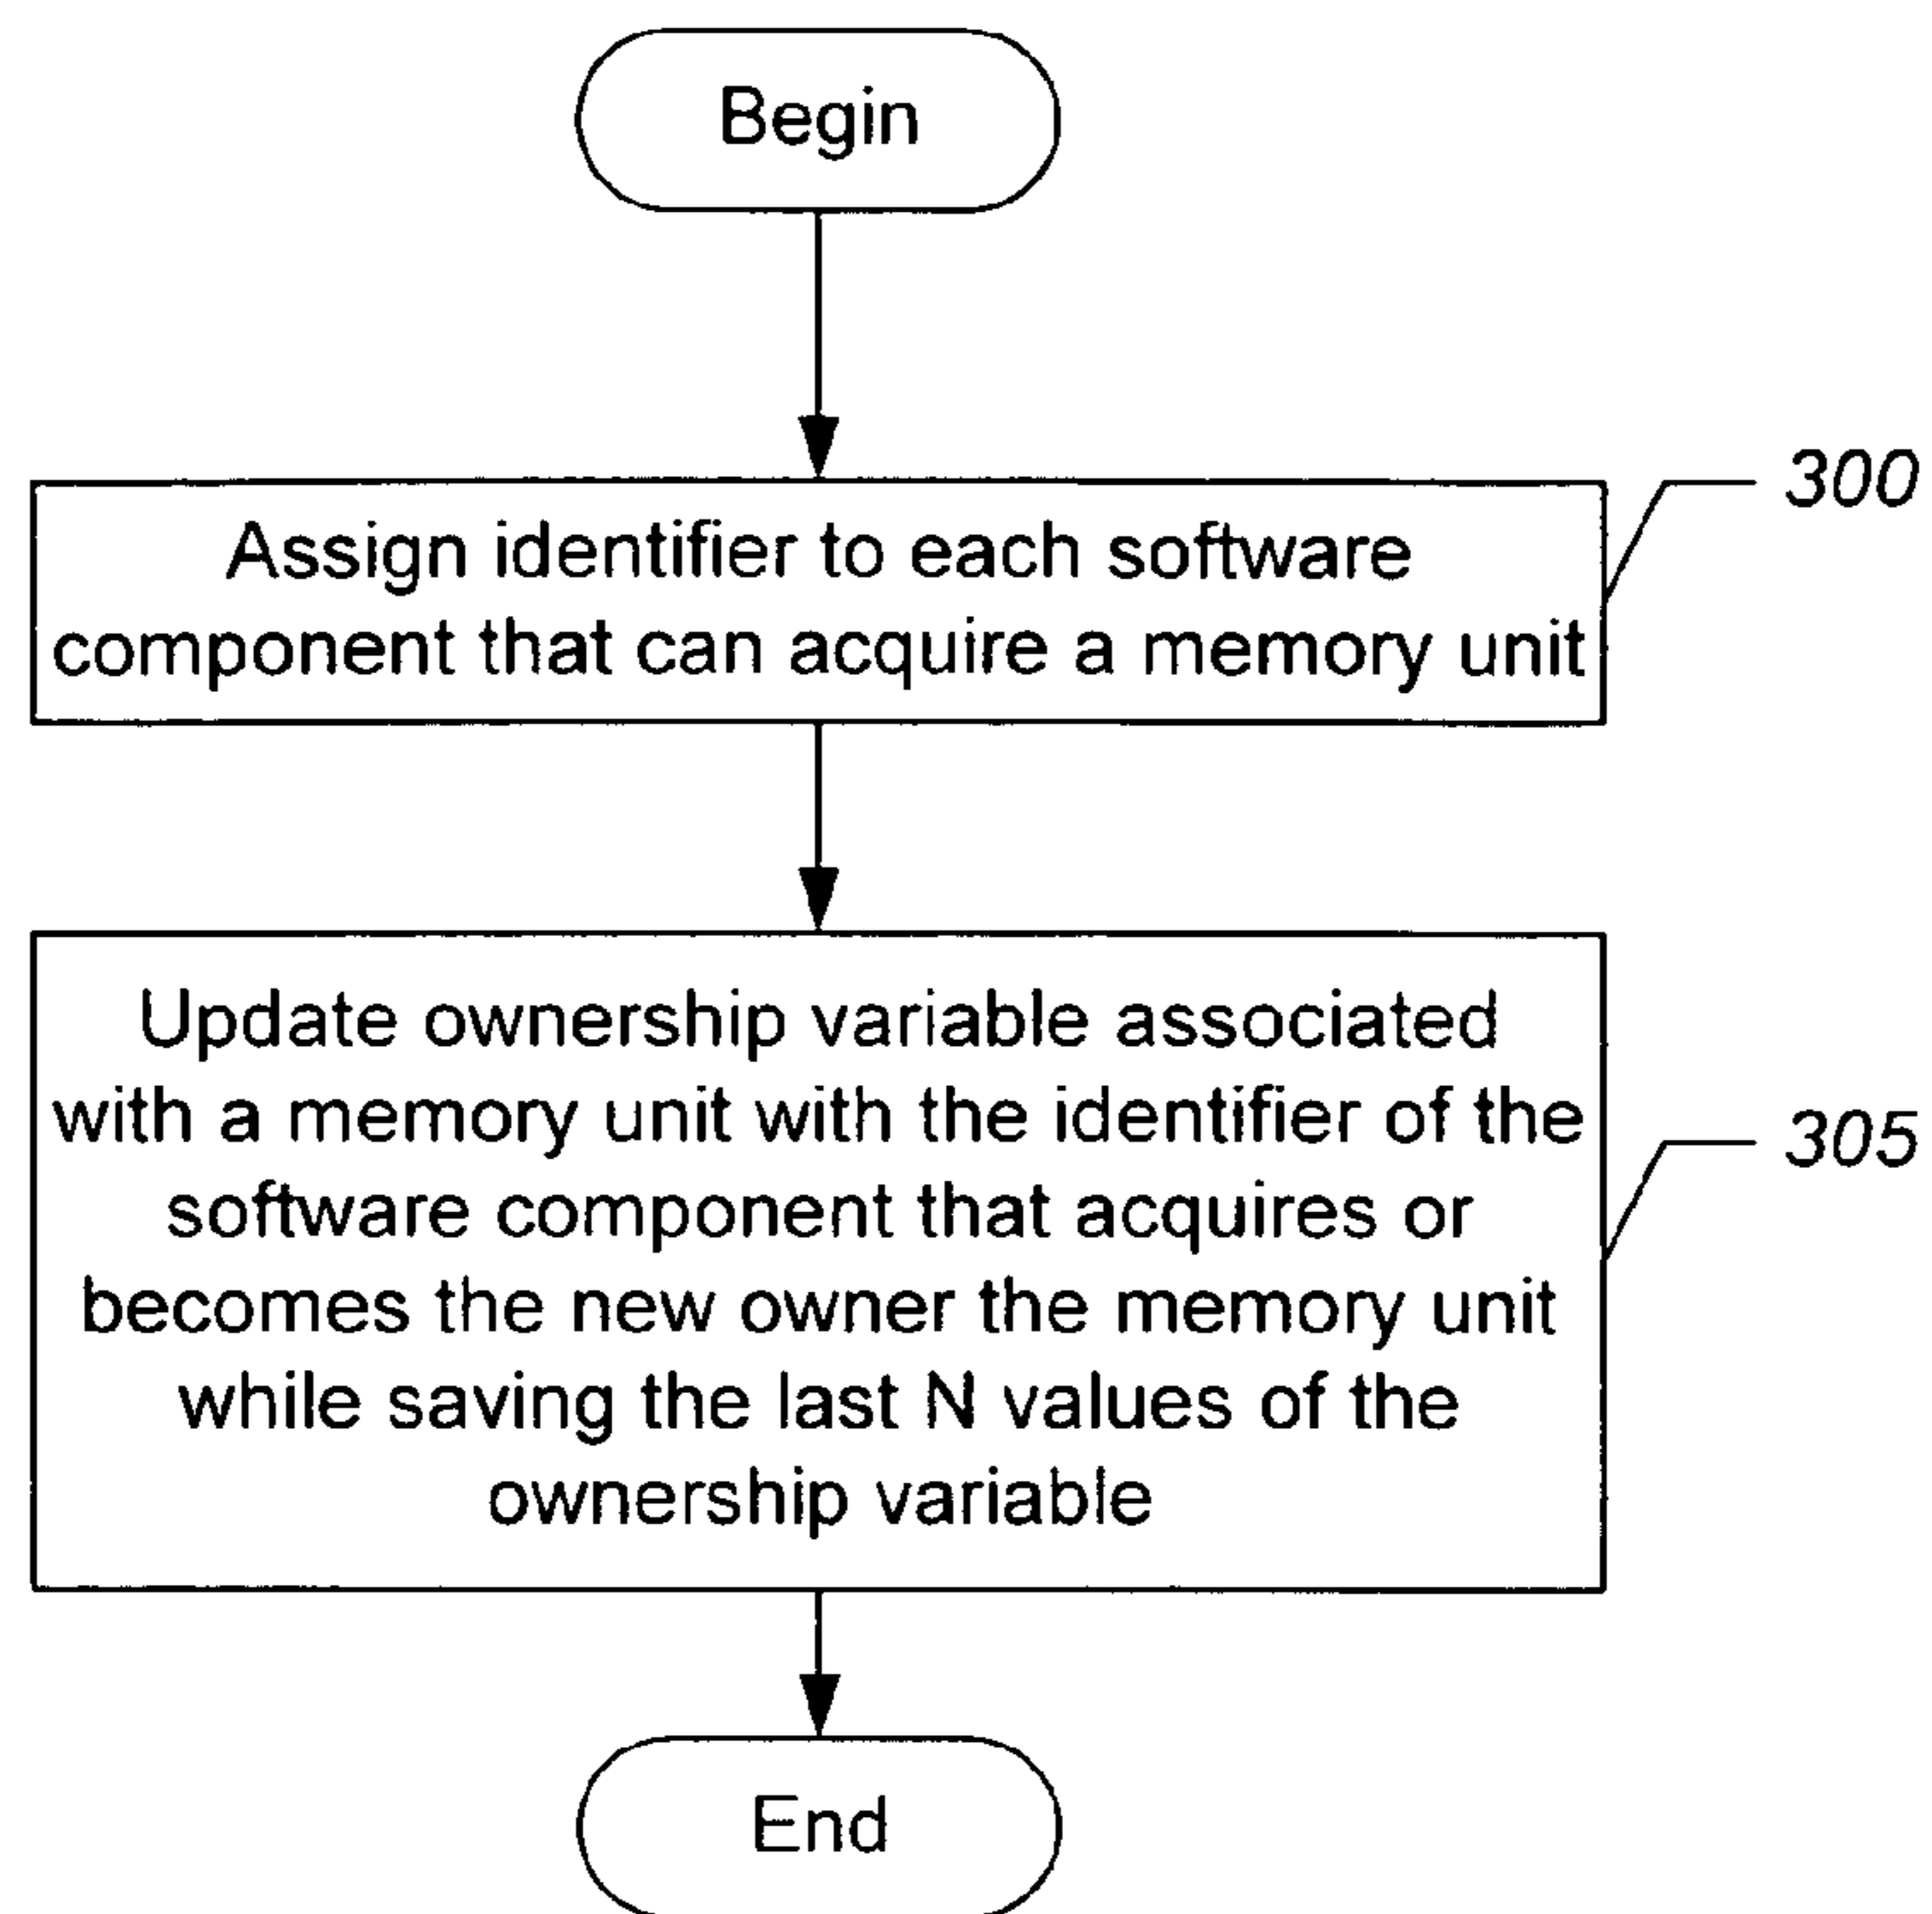 Begin
300
Assign identifier to each software
component that can acquire a memory unit
Update ownership variable associated
with a memory unit with the identifier of the
305
software component that acquires or
becomes the new owner the memory unit
while saving the last N values of the
ownership variable
End